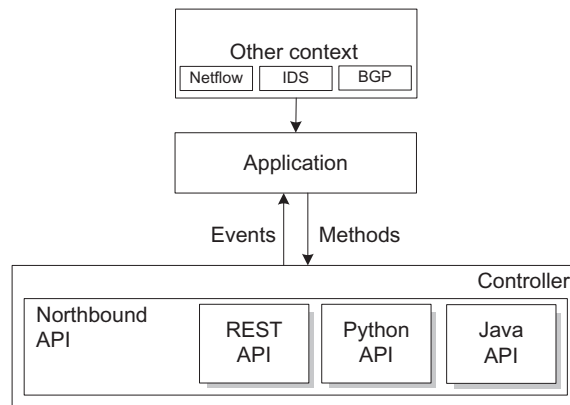 Other context
Netflow
IDS
BGP
Application
Events
Methods
Controller
Northbound
API
REST
API
Python
API
Java
API